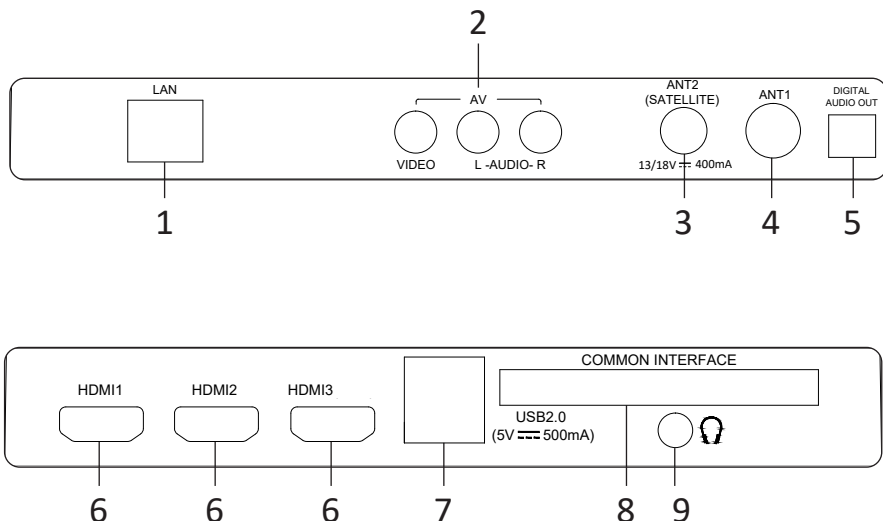 2
LAN
AV
VIDEO
L -AUDIO- R
ANT2
(SATELLITE)
13/18V ⎓ 400mA
ANT1
DIGITAL
AUDIO OUT
1
3
4
5
COMMON INTERFACE
HDMI1
HDMI2
HDMI3
USB2.0
(5V ⎓ 500mA)
6
6
6
7
8
9